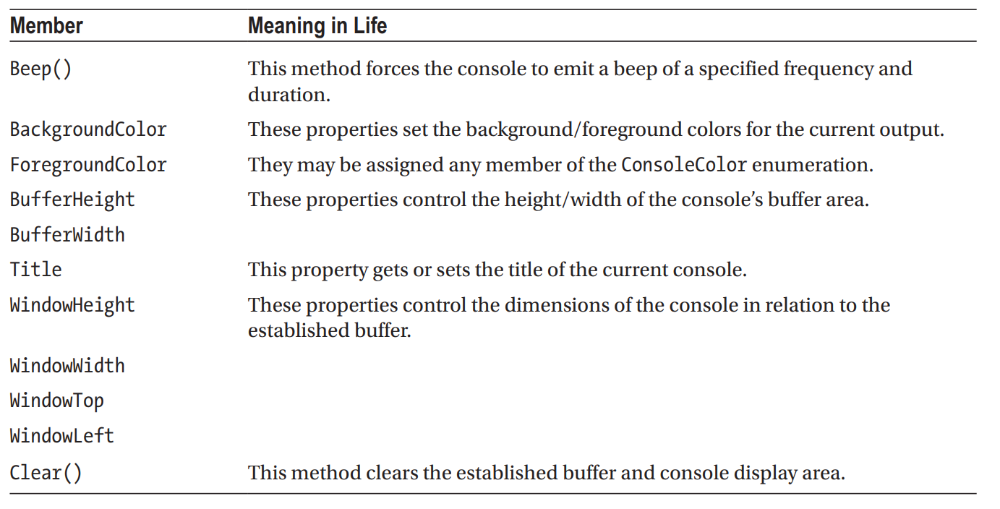 Member Meaning in Life
Beep() This method forces the console to emit a beep of a specified frequency and
duration.
BackgroundColor These properties set the background/foreground colors for the current output.
ForegroundColor They may be assigned any member of the ConsoleColor enumeration.
BufferHeight These properties control the height/width of the console’s buffer area.
BufferWidth
Title This property gets or sets the title of the current console.
WindowHeight These properties control the dimensions of the console in relation to the
established buffer.
WindowWidth
WindowTop
WindowLeft
Clear() This method clears the established buffer and console display area.